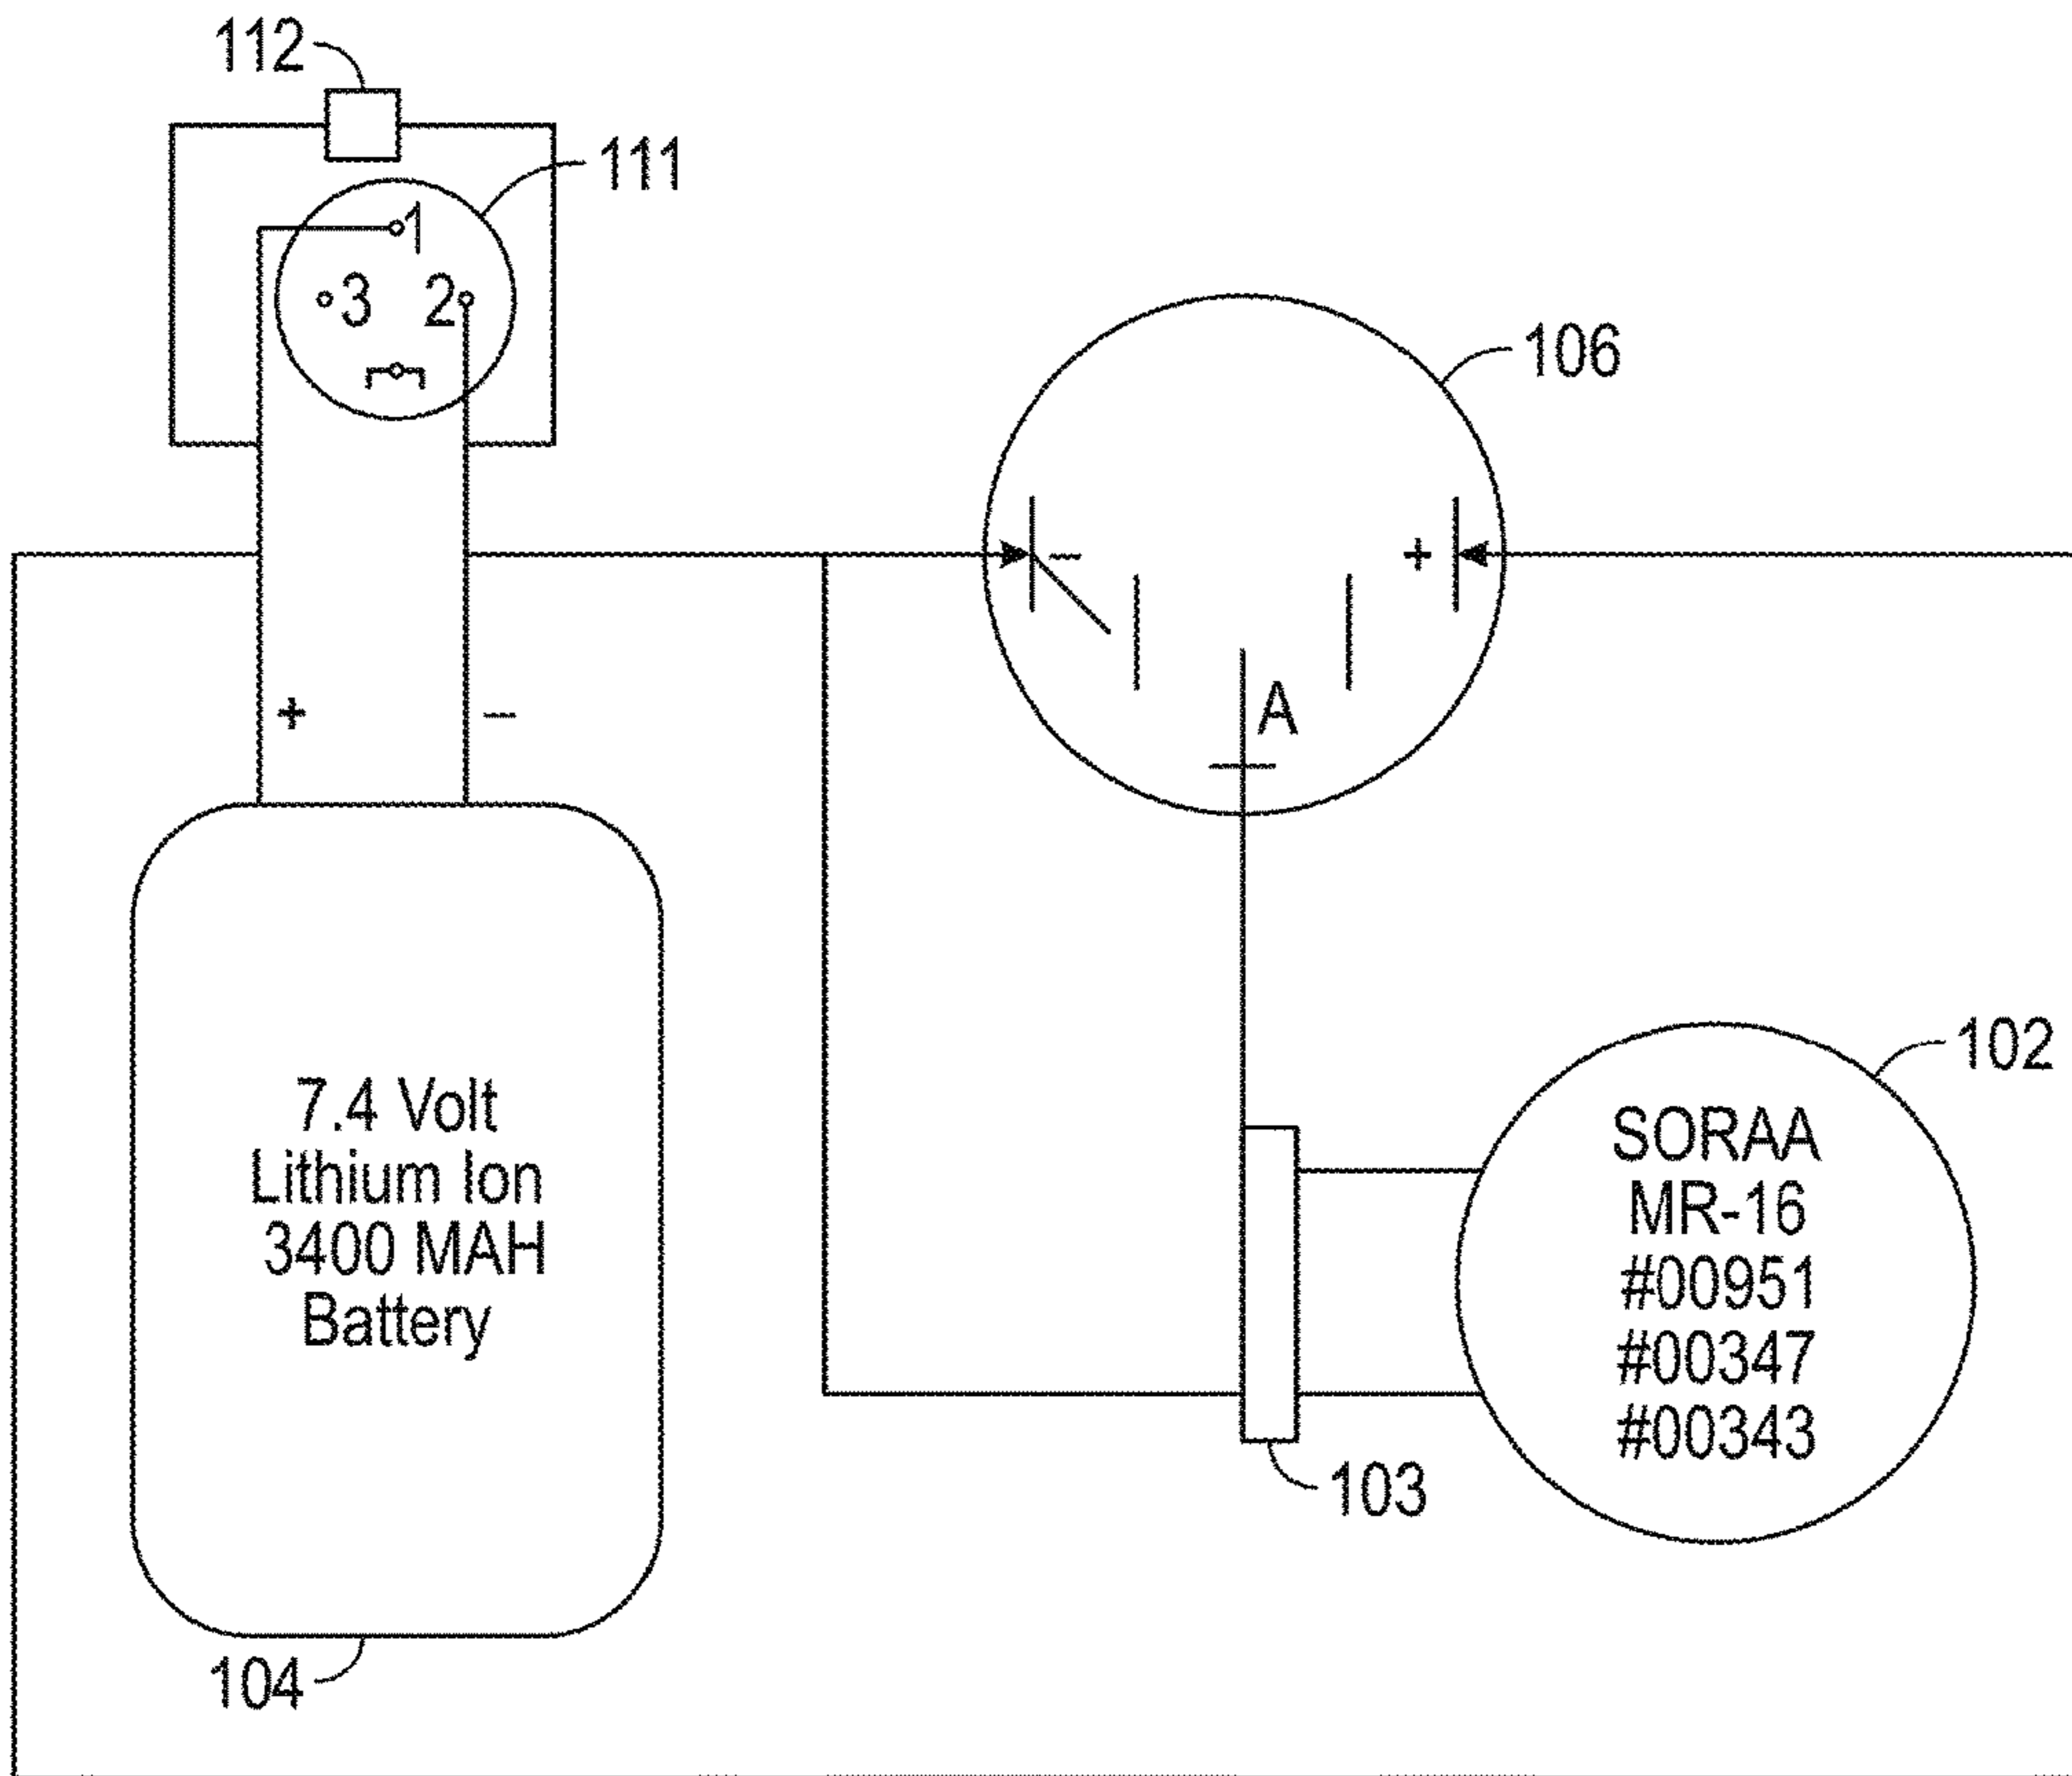 112
111
1
3 2
106
- +
A
+ -
102
7.4 Volt
Lithium Ion
3400 MAH
Battery
SORAA
MR-16
#00951
#00347
#00343
103
104